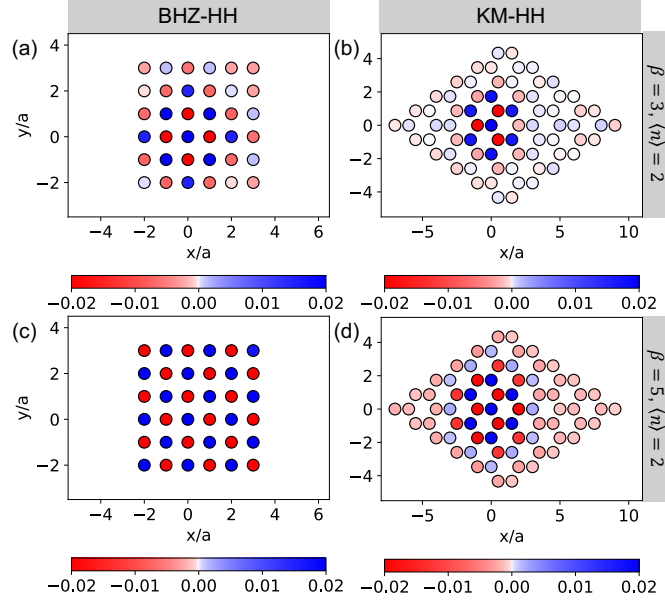 BHZ-HH
KM-HH
(a)
4
2
0
−2
y/a
−4 −2 0 2 4 6
x/a
(b)
4
2
0
−2
−4
−5 0 5 10
x/a
β = 3, ⟨n⟩ = 2
−0.02 −0.01 0.00 0.01 0.02
−0.02 −0.01 0.00 0.01 0.02
(c)
4
2
0
−2
y/a
−4 −2 0 2 4 6
x/a
(d)
4
2
0
−2
−4
−5 0 5 10
x/a
β = 5, ⟨n⟩ = 2
−0.02 −0.01 0.00 0.01 0.02
−0.02 −0.01 0.00 0.01 0.02